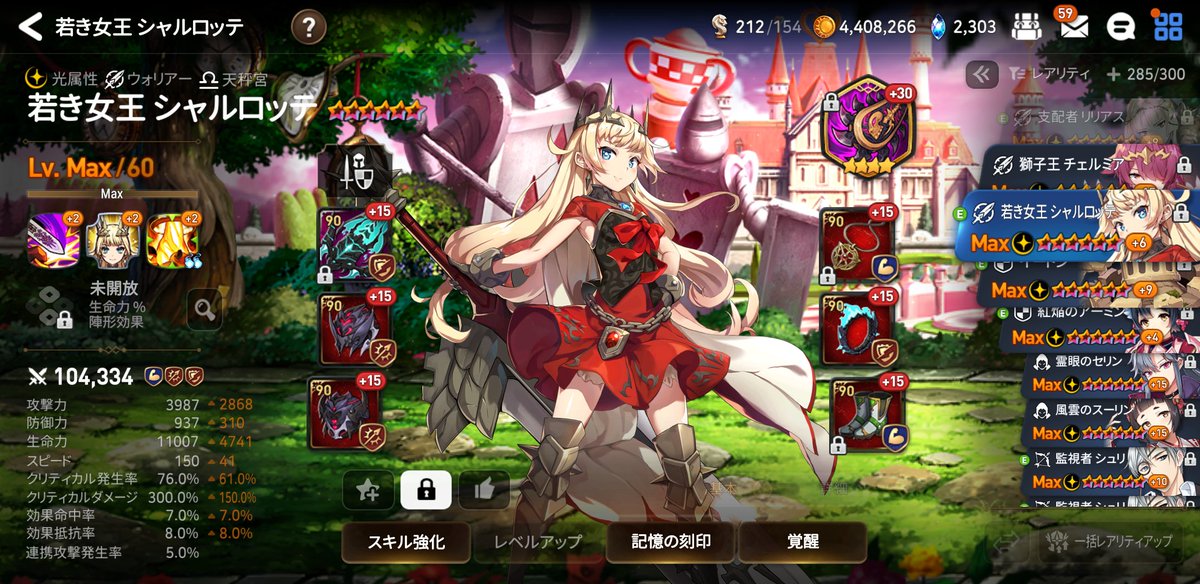 若き女王 シャルロッテ
?
212/154
4,408,266
2,303
59
光属性 ウォリアー 天秤宮
若き女王 シャルロッテ
Lv. Max/60
Max
+2
+2
+2
未開放
生命力 %
陣形効果
104,334
攻撃力 3987 2868
防御力 937 310
生命力 11007 4741
スピード 150 41
クリティカル発生率 76.0% 61.0%
クリティカルダメージ 300.0% 150.0%
効果命中率 7.0% 7.0%
効果抵抗率 8.0% 8.0%
連携攻撃発生率 5.0%
90 +15
90 +15
90 +15
+30
90 +15
90 +15
90 +15
スキル強化
レベルアップ
記憶の刻印
覚醒
レアリティ
285/300
E 支配者 リリアス
獅子王 チェルミア
E 若き女王 シャルロッテ
Max +6
E
Max +9
E 紅焔のアーミン
Max +4
霊眼のセリン
Max +15
風雲のスーリン
Max +15
E 監視者 シュリ
Max +10
E 監視者 シュリ
一括レアリティアップ